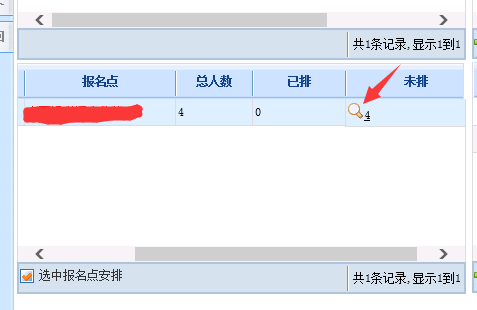 回
共1条记录,显示1到1
报名点 总人数 已排 未排
4 0 4
选中报名点安排 共1条记录,显示1到1